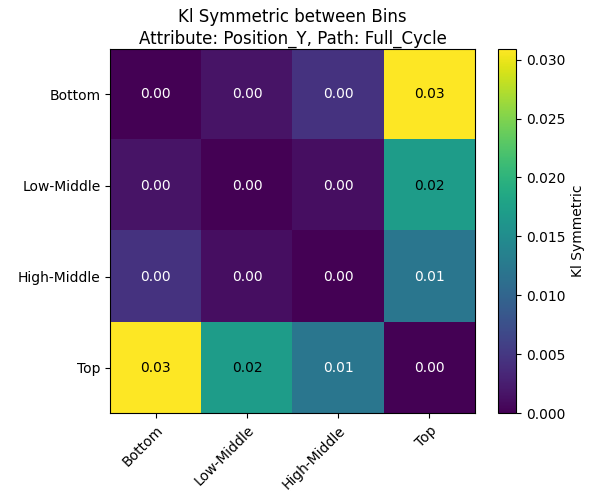 Kl Symmetric between Bins
Attribute: Position_Y, Path: Full_Cycle
Bottom
0.00
0.00
0.00
0.03
Low-Middle
0.00
0.00
0.00
0.02
High-Middle
0.00
0.00
0.00
0.01
Top
0.03
0.02
0.01
0.00
Bottom
Low-Middle
High-Middle
Top
0.030
0.025
0.020
0.015
0.010
0.005
0.000
Kl Symmetric